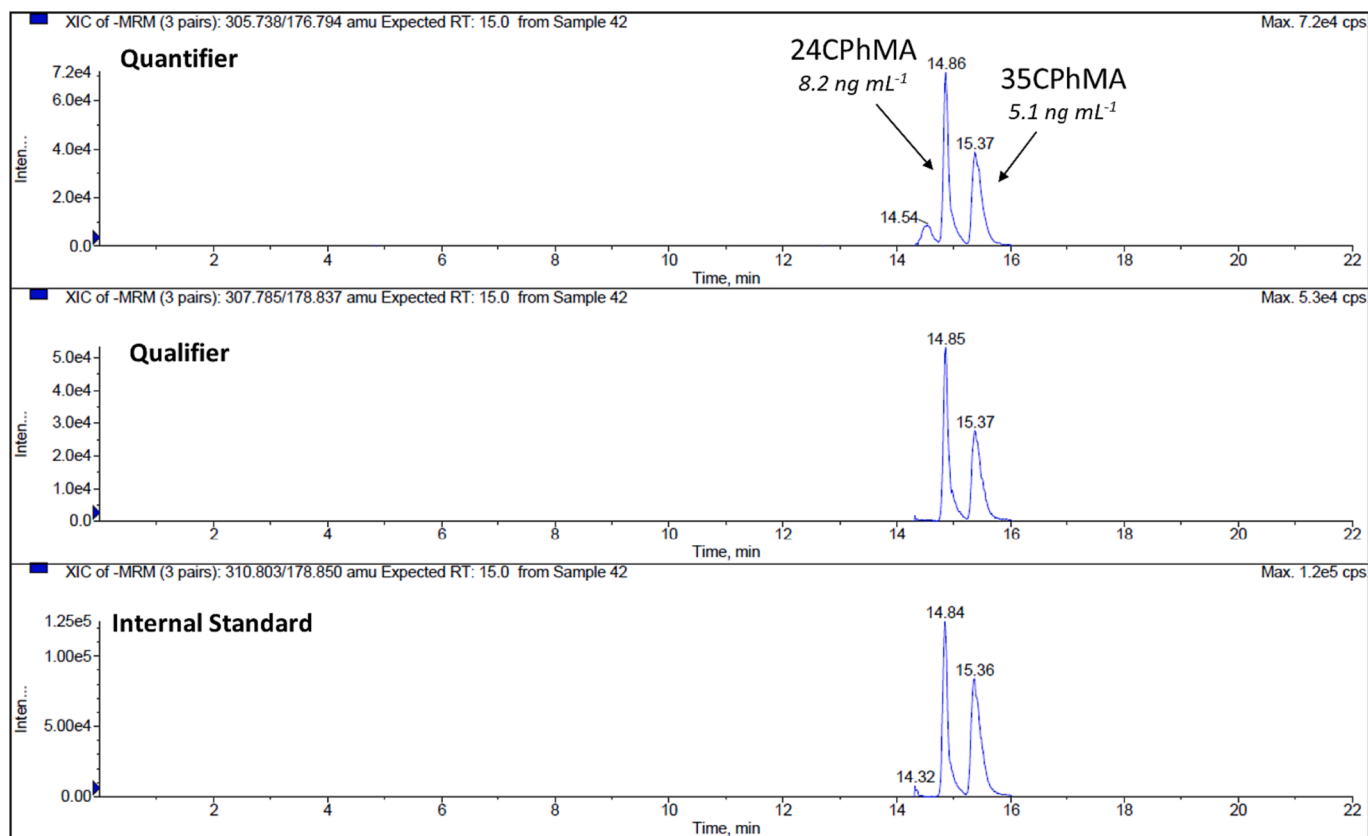 XIC of -MRM (3 pairs): 305.738/176.794 amu Expected RT: 15.0 from Sample 42 Max. 7.2e4 cps.
Quantifier
24CPhMA
8.2 ng mL⁻¹
35CPhMA
5.1 ng mL⁻¹
14.86
15.37
14.54
7.2e4
6.0e4
4.0e4
2.0e4
0.0
Inten...
2 4 6 8 10 12 14 16 18 20 22
Time, min
XIC of -MRM (3 pairs): 307.785/178.837 amu Expected RT: 15.0 from Sample 42 Max. 5.3e4 cps.
Qualifier
14.85
15.37
5.0e4
4.0e4
3.0e4
2.0e4
1.0e4
0.0
Inten...
2 4 6 8 10 12 14 16 18 20 22
Time, min
XIC of -MRM (3 pairs): 310.803/178.850 amu Expected RT: 15.0 from Sample 42 Max. 1.2e5 cps.
Internal Standard
14.84
15.36
14.32
1.25e5
1.00e5
5.00e4
0.00
Inten...
2 4 6 8 10 12 14 16 18 20 22
Time, min